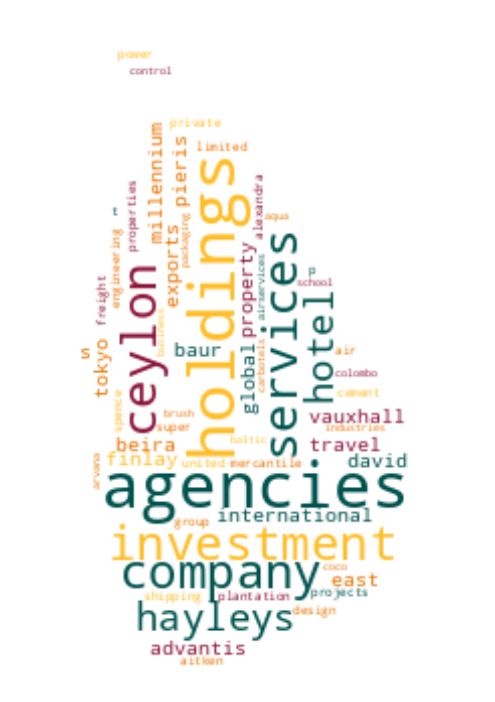 power
control
private
limited
millennium
pieris
holdings
alexandra
properties
t
aqua
packaging
engineering
exports
services
property
airservices
p
school
freight
ceylon
hotel
business
baur
global
carbotels
s
tokyo
air
colombo
spence
cement
brush
super
vauxhall
industries
beira
baltic
travel
arvana
finlay
united
mercantile
david
agencies
group
international
investment
company
coco
east
shipping
plantation
projects
hayleys
design
advantis
aitken